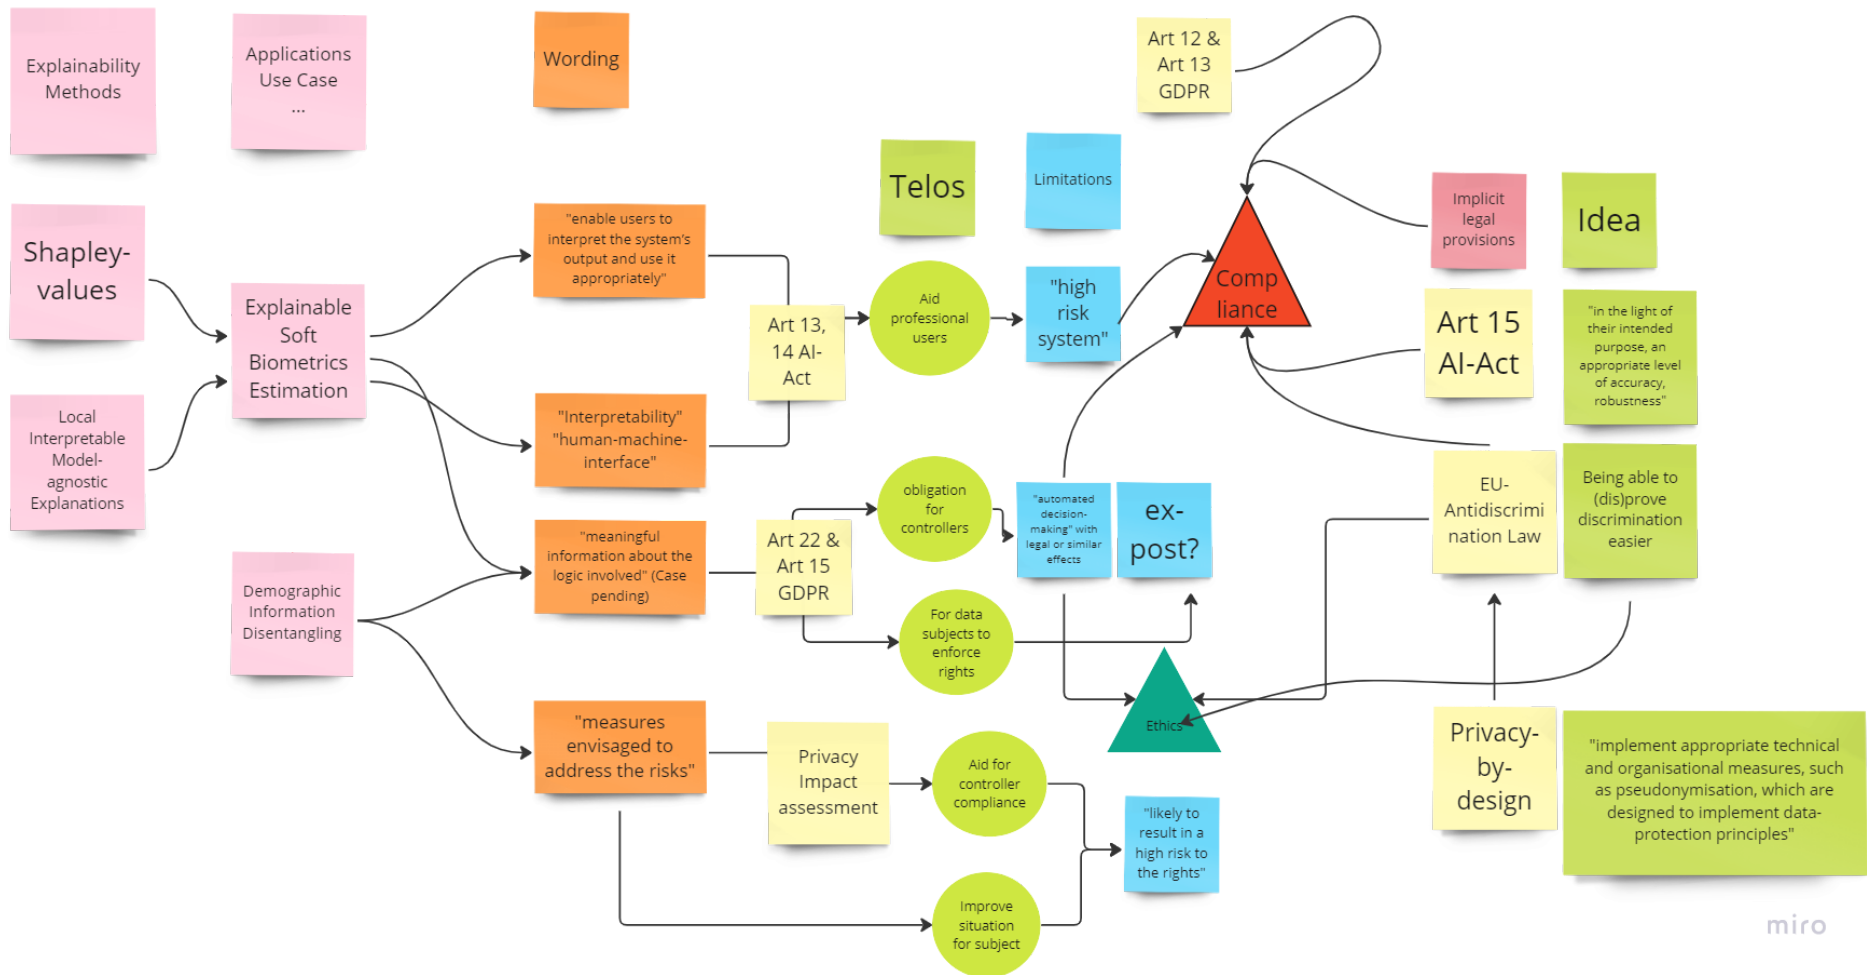 Explainability
Methods
Applications
Use Case
...
Wording
Art 12 &
Art 13
GDPR
Telos
Limitations
Implicit
legal
provisions
Idea
Shapley-
values
Explainable
Soft
Biometrics
Estimation
Local
Interpretable
Model-
agnostic
Explanations
Demographic
Information
Disentangling
"enable users to
interpret the system's
output and use it
appropriately"
"Interpretability"
"human-machine-
interface"
"meaningful
information about the
logic involved" (Case
pending)
"measures
envisaged to
address the risks"
Art 13,
14 AI-
Act
Art 22 &
Art 15
GDPR
Privacy
Impact
assessment
Aid
professional
users
obligation
for
controllers
For data
subjects to
enforce
rights
Aid for
controller
compliance
Improve
situation
for subject
"high
risk
system"
"automated
decision-
making" with
legal or similar
effects
ex-
post?
"likely to
result in a
high risk to
the rights"
Comp
liance
Ethics
Art 15
AI-Act
"in the light of
their intended
purpose, an
appropriate level
of accuracy,
robustness"
EU-
Antidiscrimi
nation Law
Being able to
(dis)prove
discrimination
easier
Privacy-
by-
design
"implement appropriate technical
and organisational measures, such
as pseudonymisation, which are
designed to implement data-
protection principles"
miro